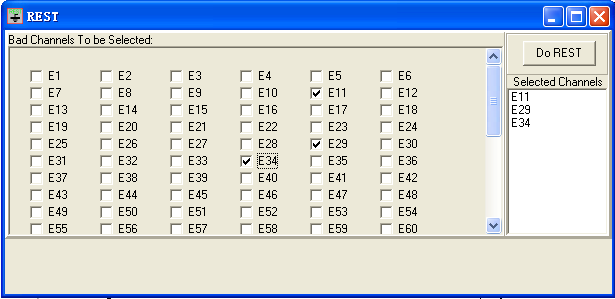 REST
Bad Channels To be Selected:
Do REST
Selected Channels
E1 E2 E3 E4 E5 E6
E7 E8 E9 E10 E11 E12
E13 E14 E15 E16 E17 E18
E19 E20 E21 E22 E23 E24
E25 E26 E27 E28 E29 E30
E31 E32 E33 E34 E35 E36
E37 E38 E39 E40 E41 E42
E43 E44 E45 E46 E47 E48
E49 E50 E51 E52 E53 E54
E55 E56 E57 E58 E59 E60
E11
E29
E34